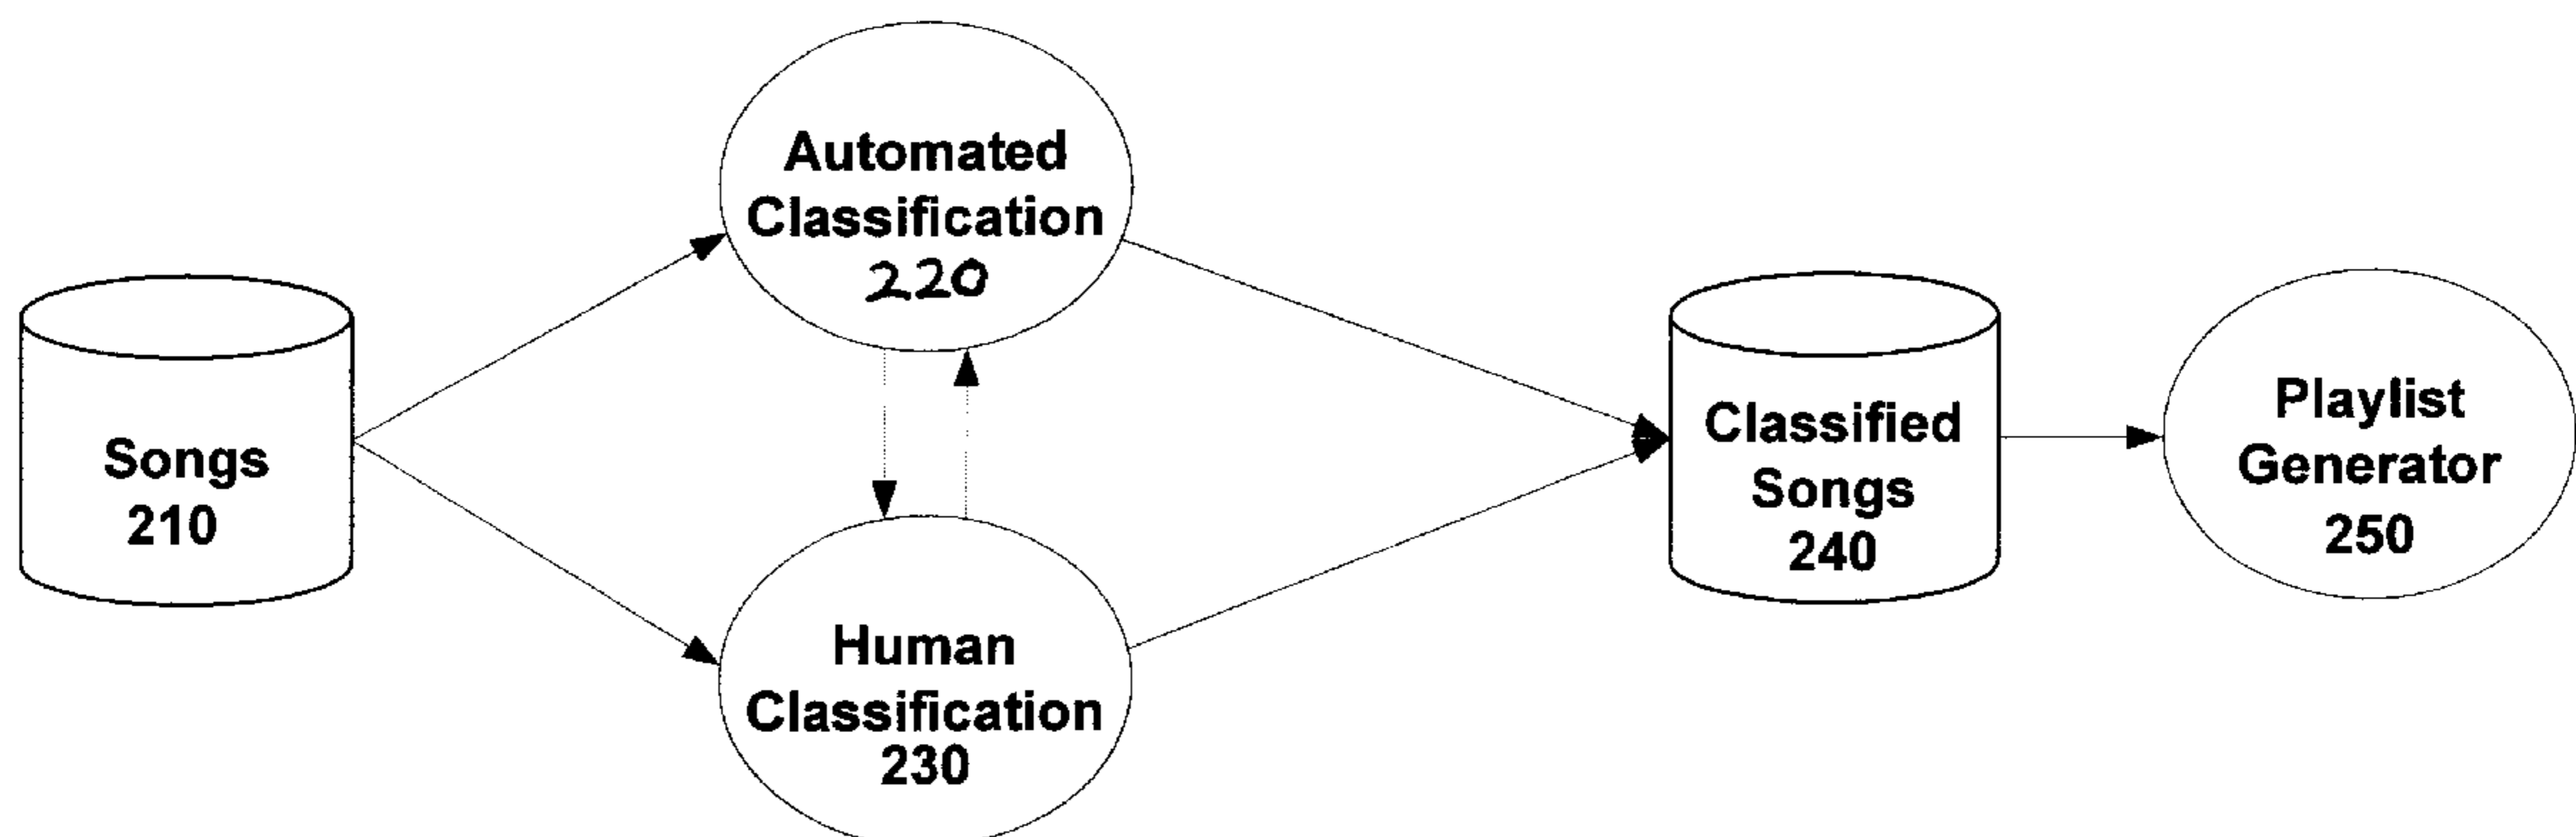 Songs
210
Automated
Classification
220
Human
Classification
230
Classified
Songs
240
Playlist
Generator
250